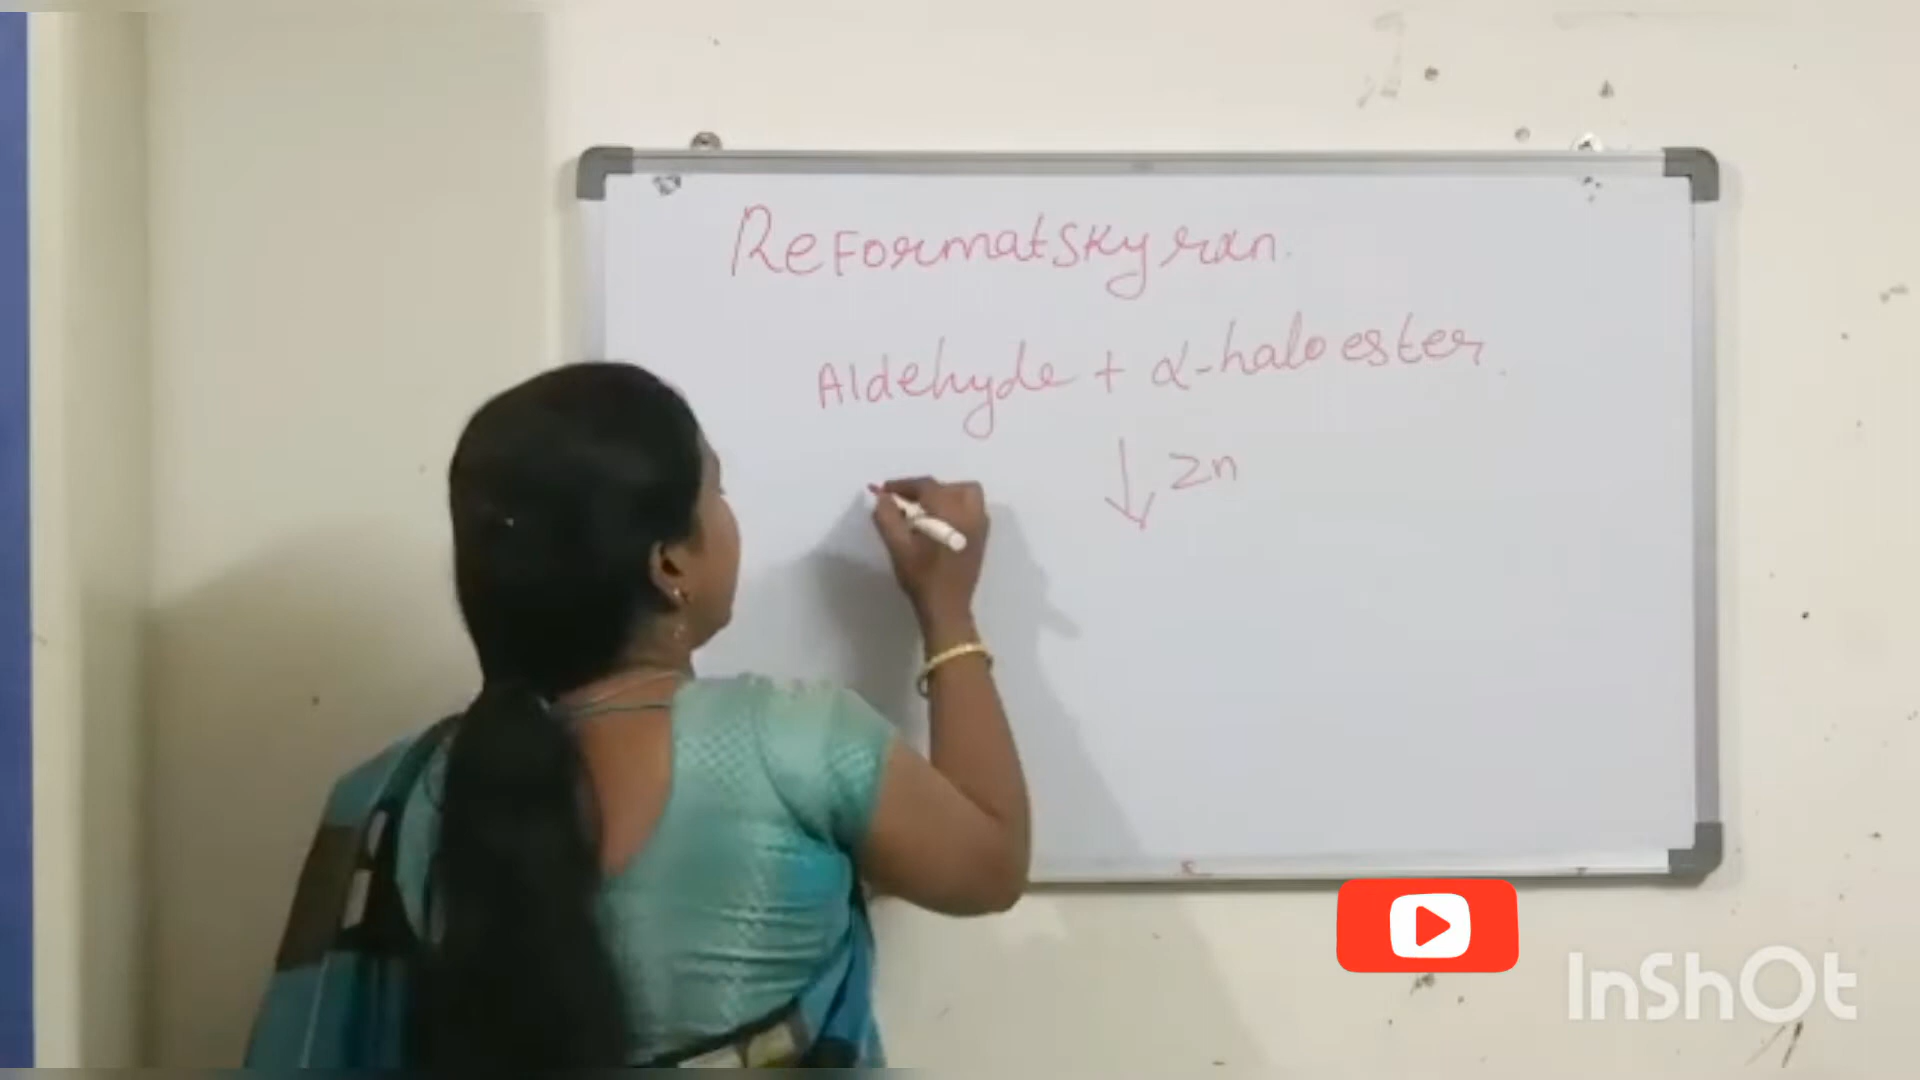 Reformatsky rxn.
Aldehyde + α-halo ester.
↓ Zn
InShOt